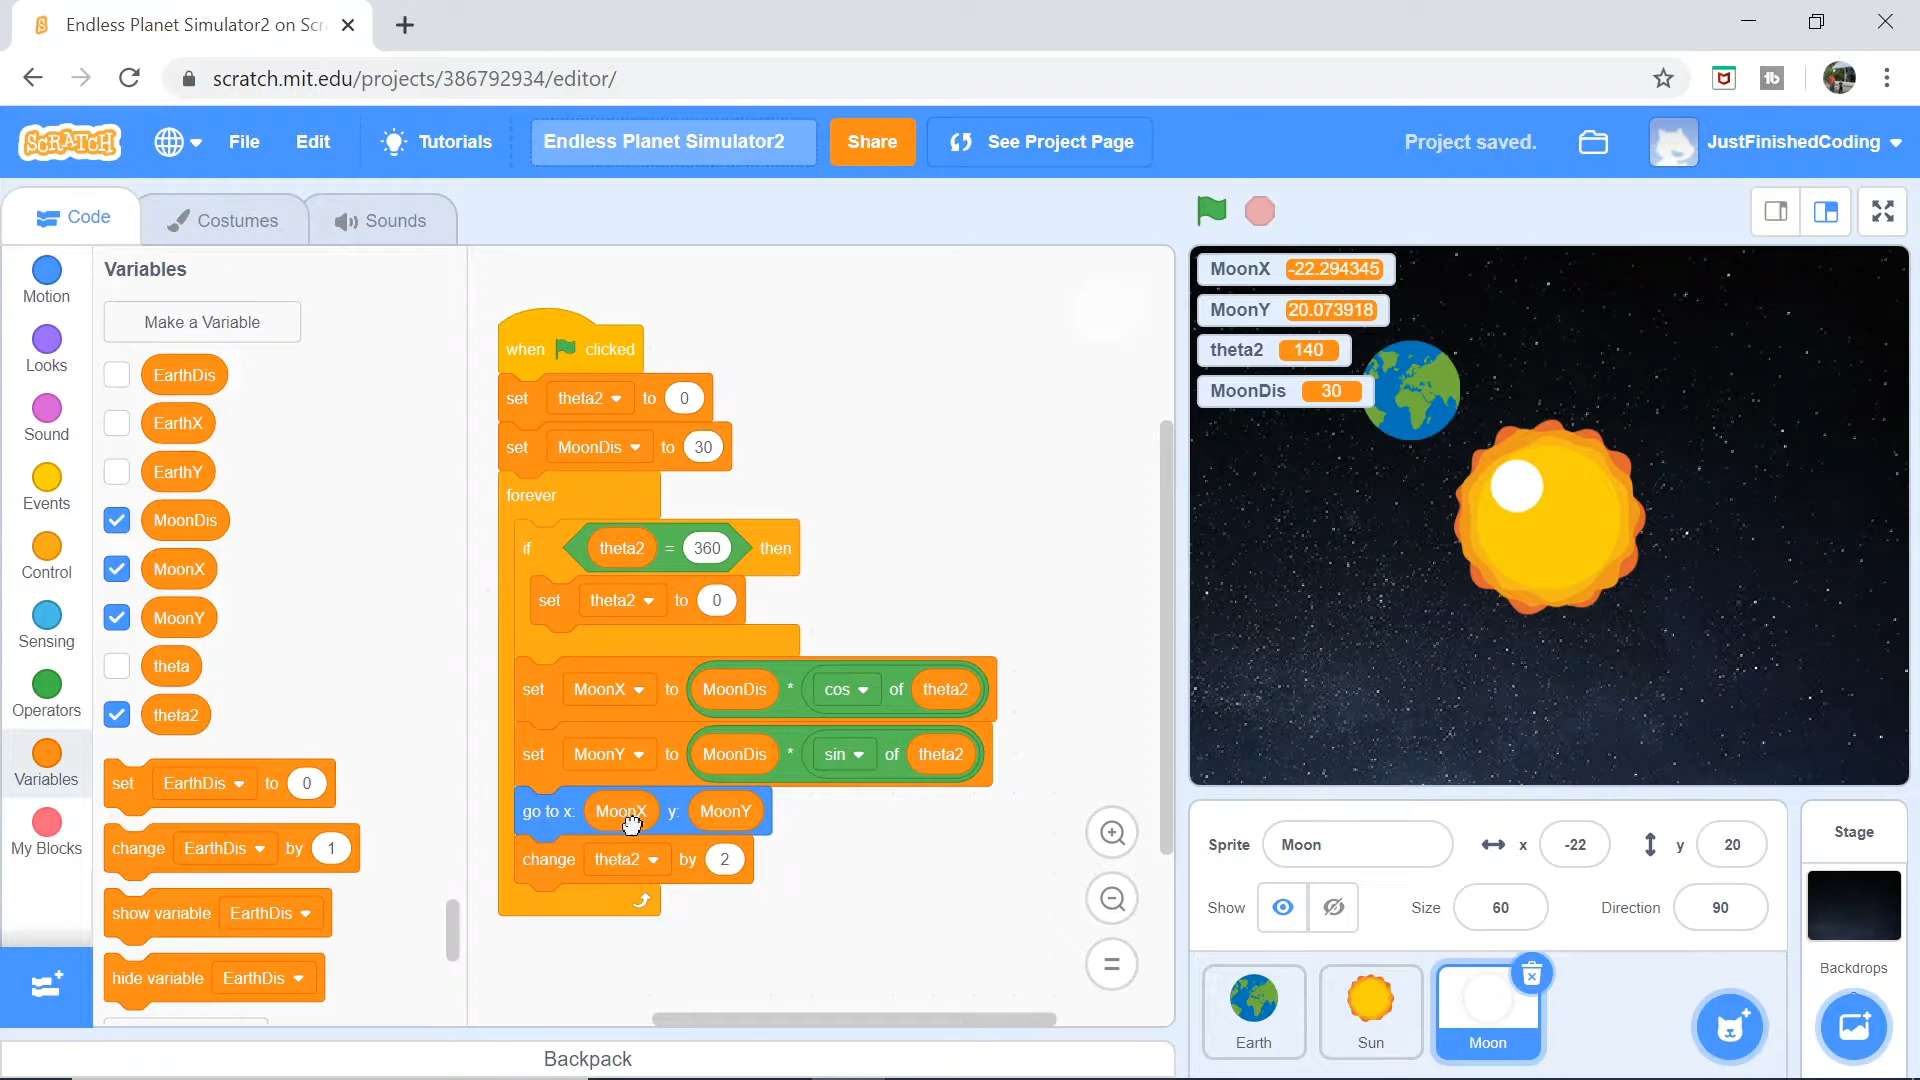 Endless Planet Simulator2 on Scr
scratch.mit.edu/projects/386792934/editor/
SCRATCH
File
Edit
Tutorials
Endless Planet Simulator2
Share
See Project Page
Project saved.
JustFinishedCoding
Code
Costumes
Sounds
Motion
Looks
Sound
Events
Control
Sensing
Operators
Variables
My Blocks
Variables
Make a Variable
EarthDis
EarthX
EarthY
MoonDis
MoonX
MoonY
theta
theta2
set EarthDis to 0
change EarthDis by 1
show variable EarthDis
hide variable EarthDis
when clicked
set theta2 to 0
set MoonDis to 30
forever
if theta2 = 360 then
set theta2 to 0
set MoonX to MoonDis * cos of theta2
set MoonY to MoonDis * sin of theta2
go to x: MoonX y: MoonY
change theta2 by 2
Backpack
MoonX -22.294345
MoonY 20.073918
theta2 140
MoonDis 30
Sprite Moon x -22 y 20
Show Size 60 Direction 90
Earth
Sun
Moon
Stage
Backdrops